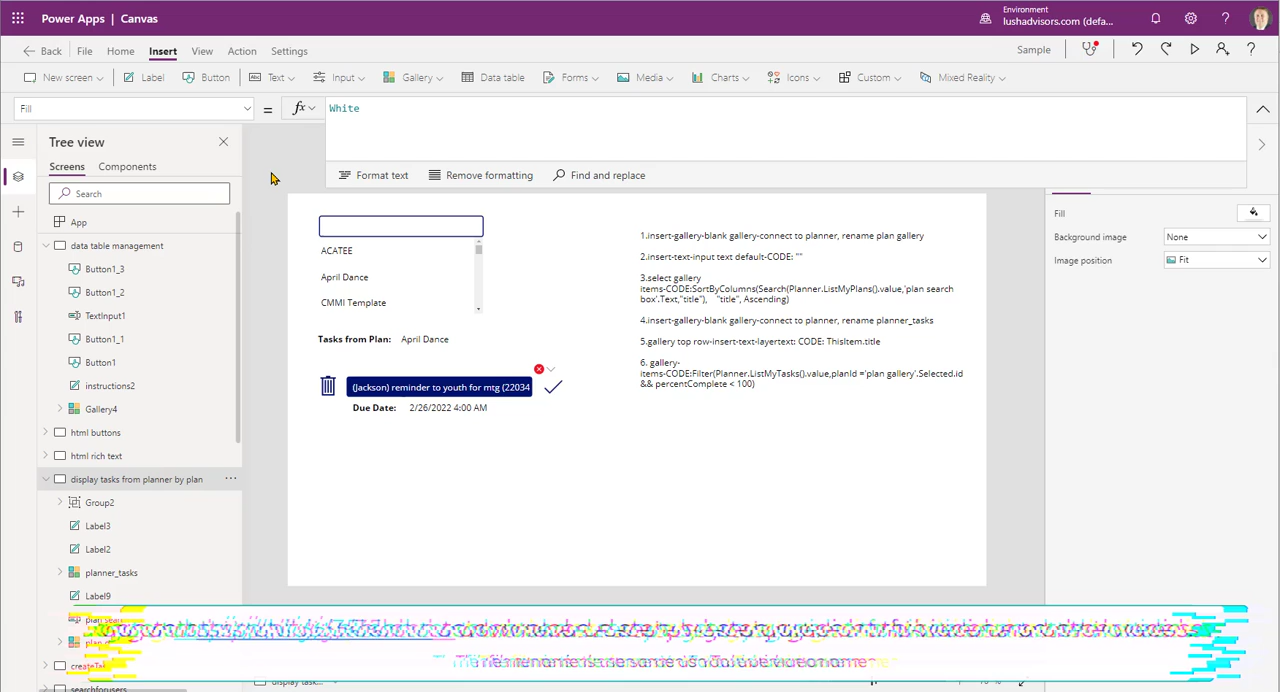 Power Apps | Canvas
Environment
lushadvisors.com (defa...
Back File Home Insert View Action Settings
Sample
New screen Label Button Text Input Gallery Data table Forms Media Charts Icons Custom Mixed Reality
Fill = fx White
Format text Remove formatting Find and replace
Tree view
Screens Components
Search
App
data table management
Button1_3
Button1_2
TextInput1
Button1_1
Button1
instructions2
Gallery4
html buttons
html rich text
display tasks from planner by plan
Group2
Label3
Label2
planner_tasks
Label9
ACATEE
April Dance
CMMI Template
Tasks from Plan: April Dance
(Jackson) reminder to youth for mtg (22034
Due Date: 2/26/2022 4:00 AM
1.insert-gallery-blank gallery-connect to planner, rename plan gallery
2.insert-text-input text default-CODE: ""
3.select gallery
items-CODE:SortByColumns(Search(Planner.ListMyPlans().value,'plan search
box'.Text,"title"), "title", Ascending)
4.insert-gallery-blank gallery-connect to planner, rename planner_tasks
5.gallery top row-insert-text-layertext: CODE: ThisItem.title
6. gallery-
items-CODE:Filter(Planner.ListMyTasks().value,planId ='plan gallery'.Selected.id
&& percentComplete < 100)
Fill
Background image None
Image position Fit